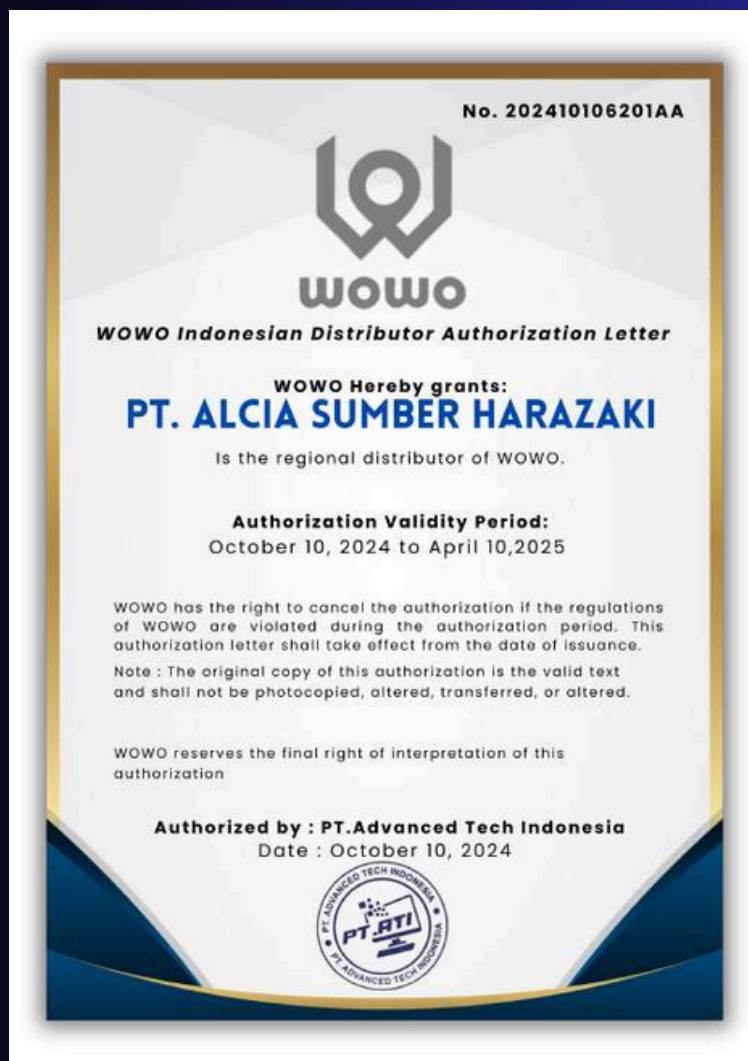 No. 202410106201AA
wowo
WOWO Indonesian Distributor Authorization Letter
WOWO Hereby grants:
PT. ALCIA SUMBER HARAZAKI
Is the regional distributor of WOWO.
Authorization Validity Period:
October 10, 2024 to April 10,2025
WOWO has the right to cancel the authorization if the regulations
of WOWO are violated during the authorization period. This
authorization letter shall take effect from the date of issuance.
Note : The original copy of this authorization is the valid text
and shall not be photocopied, altered, transferred, or altered.
WOWO reserves the final right of interpretation of this
authorization
Authorized by : PT.Advanced Tech Indonesia
Date : October 10, 2024
PT. ADVANCED TECH INDONESIA
PT.ATI
PT. ADVANCED TECH INDONESIA